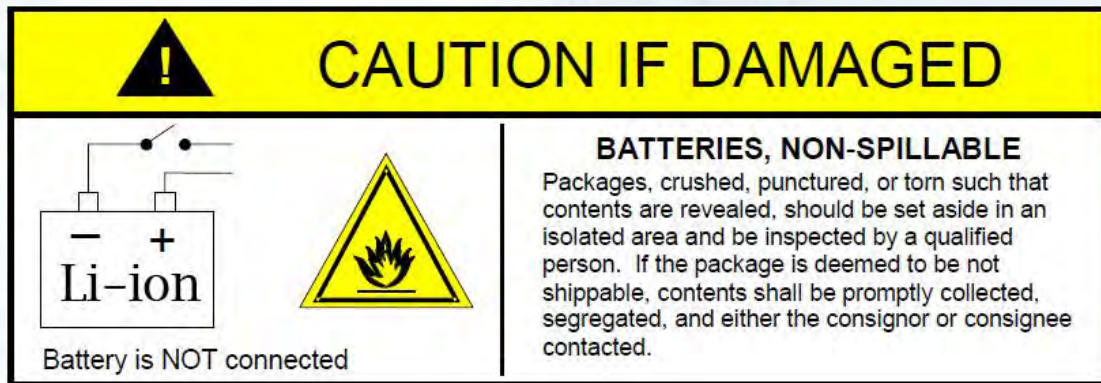 !
CAUTION IF DAMAGED
− +
Li-ion
Battery is NOT connected
BATTERIES, NON-SPILLABLE
Packages, crushed, punctured, or torn such that
contents are revealed, should be set aside in an
isolated area and be inspected by a qualified
person.  If the package is deemed to be not
shippable, contents shall be promptly collected,
segregated, and either the consignor or consignee
contacted.